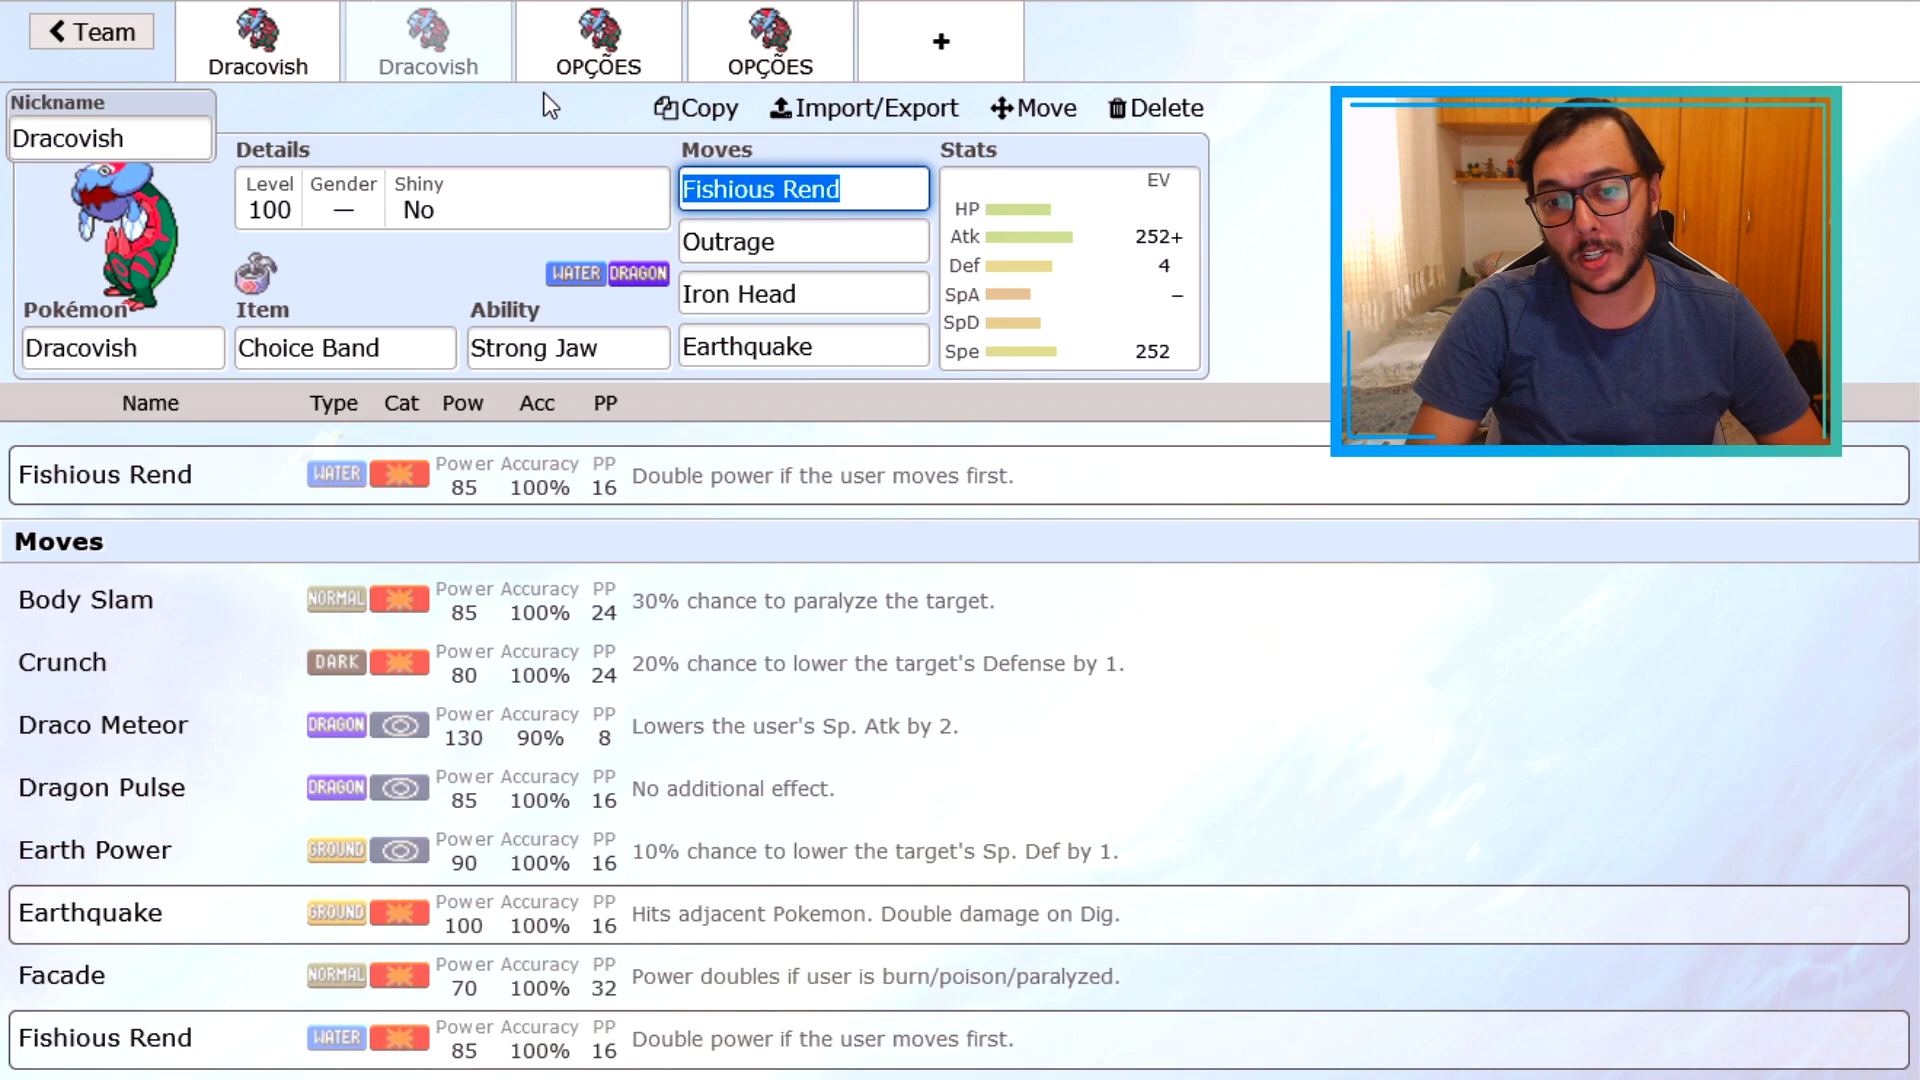 Team
Dracovish
Dracovish
OPÇÕES
OPÇÕES
+
Nickname
Dracovish
Copy
Import/Export
Move
Delete
Details
Level
100
Gender
—
Shiny
No
WATER DRAGON
Pokémon
Dracovish
Item
Choice Band
Ability
Strong Jaw
Moves
Fishious Rend
Outrage
Iron Head
Earthquake
Stats
EV
HP
Atk 252+
Def 4
SpA –
SpD
Spe 252
Name Type Cat Pow Acc PP
Fishious Rend WATER Power 85 Accuracy 100% PP 16 Double power if the user moves first.
Moves
Body Slam NORMAL Power 85 Accuracy 100% PP 24 30% chance to paralyze the target.
Crunch DARK Power 80 Accuracy 100% PP 24 20% chance to lower the target's Defense by 1.
Draco Meteor DRAGON Power 130 Accuracy 90% PP 8 Lowers the user's Sp. Atk by 2.
Dragon Pulse DRAGON Power 85 Accuracy 100% PP 16 No additional effect.
Earth Power GROUND Power 90 Accuracy 100% PP 16 10% chance to lower the target's Sp. Def by 1.
Earthquake GROUND Power 100 Accuracy 100% PP 16 Hits adjacent Pokemon. Double damage on Dig.
Facade NORMAL Power 70 Accuracy 100% PP 32 Power doubles if user is burn/poison/paralyzed.
Fishious Rend WATER Power 85 Accuracy 100% PP 16 Double power if the user moves first.